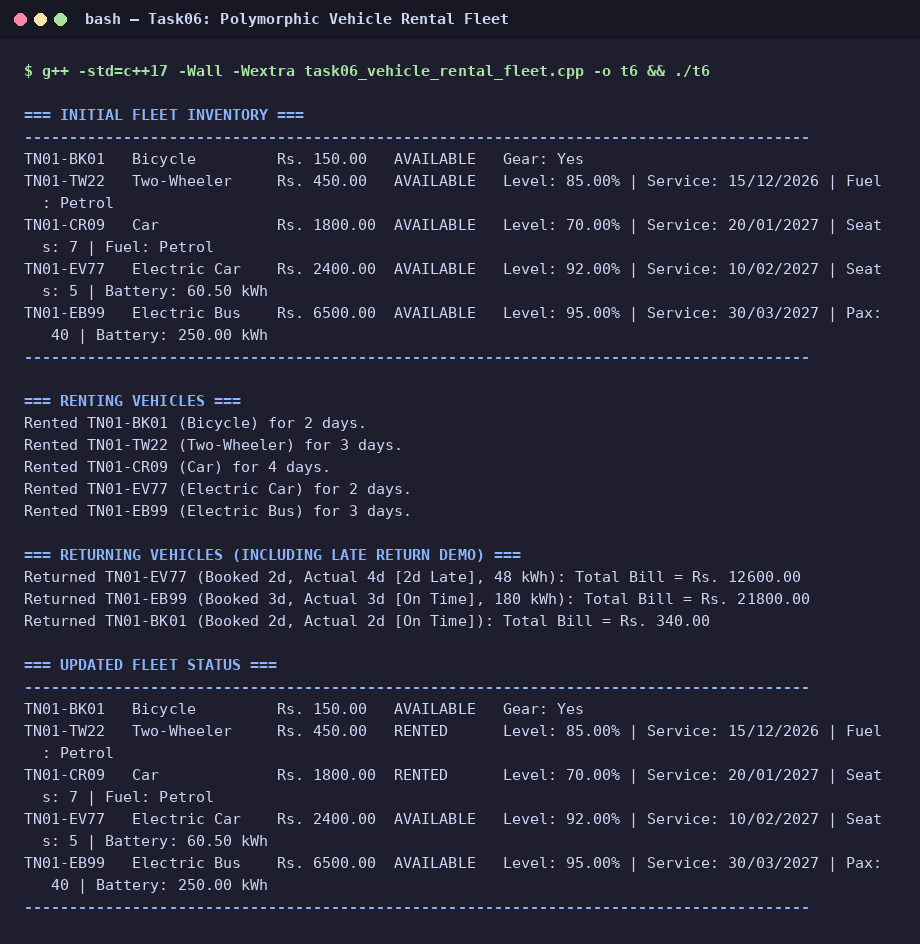 bash — Task06: Polymorphic Vehicle Rental Fleet
$ g++ -std=c++17 -Wall -Wextra task06_vehicle_rental_fleet.cpp -o t6 && ./t6
=== INITIAL FLEET INVENTORY ===
---------------------------------------------------------------------------------------
TN01-BK01   Bicycle         Rs. 150.00   AVAILABLE   Gear: Yes
TN01-TW22   Two-Wheeler     Rs. 450.00   AVAILABLE   Level: 85.00% | Service: 15/12/2026 | Fuel
  : Petrol
TN01-CR09   Car             Rs. 1800.00  AVAILABLE   Level: 70.00% | Service: 20/01/2027 | Seat
  s: 7 | Fuel: Petrol
TN01-EV77   Electric Car    Rs. 2400.00  AVAILABLE   Level: 92.00% | Service: 10/02/2027 | Seat
  s: 5 | Battery: 60.50 kWh
TN01-EB99   Electric Bus    Rs. 6500.00  AVAILABLE   Level: 95.00% | Service: 30/03/2027 | Pax:
   40 | Battery: 250.00 kWh
---------------------------------------------------------------------------------------
=== RENTING VEHICLES ===
Rented TN01-BK01 (Bicycle) for 2 days.
Rented TN01-TW22 (Two-Wheeler) for 3 days.
Rented TN01-CR09 (Car) for 4 days.
Rented TN01-EV77 (Electric Car) for 2 days.
Rented TN01-EB99 (Electric Bus) for 3 days.
=== RETURNING VEHICLES (INCLUDING LATE RETURN DEMO) ===
Returned TN01-EV77 (Booked 2d, Actual 4d [2d Late], 48 kWh): Total Bill = Rs. 12600.00
Returned TN01-EB99 (Booked 3d, Actual 3d [On Time], 180 kWh): Total Bill = Rs. 21800.00
Returned TN01-BK01 (Booked 2d, Actual 2d [On Time]): Total Bill = Rs. 340.00
=== UPDATED FLEET STATUS ===
---------------------------------------------------------------------------------------
TN01-BK01   Bicycle         Rs. 150.00   AVAILABLE   Gear: Yes
TN01-TW22   Two-Wheeler     Rs. 450.00   RENTED      Level: 85.00% | Service: 15/12/2026 | Fuel
  : Petrol
TN01-CR09   Car             Rs. 1800.00  RENTED      Level: 70.00% | Service: 20/01/2027 | Seat
  s: 7 | Fuel: Petrol
TN01-EV77   Electric Car    Rs. 2400.00  AVAILABLE   Level: 92.00% | Service: 10/02/2027 | Seat
  s: 5 | Battery: 60.50 kWh
TN01-EB99   Electric Bus    Rs. 6500.00  AVAILABLE   Level: 95.00% | Service: 30/03/2027 | Pax:
   40 | Battery: 250.00 kWh
---------------------------------------------------------------------------------------